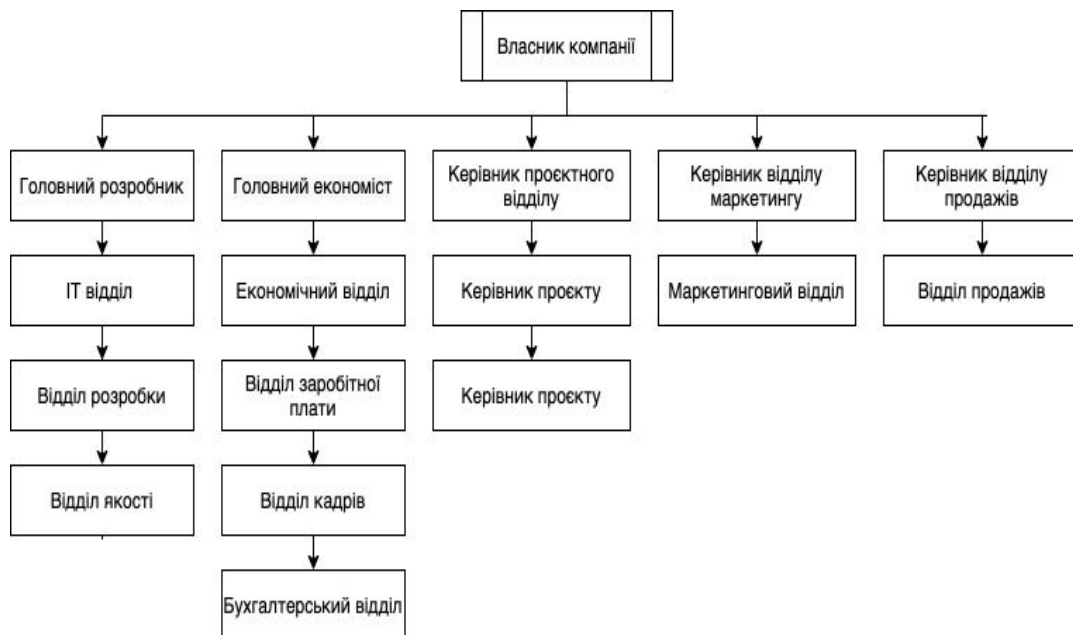 Власник компанії
Головний розробник
Головний економіст
Керівник проєктного
відділу
Керівник відділу
маркетингу
Керівник відділу
продажів
ІТ відділ
Економічний відділ
Керівник проєкту
Маркетинговий відділ
Відділ продажів
Відділ розробки
Відділ заробітної
плати
Керівник проєкту
Відділ якості
Відділ кадрів
Бухгалтерський відділ